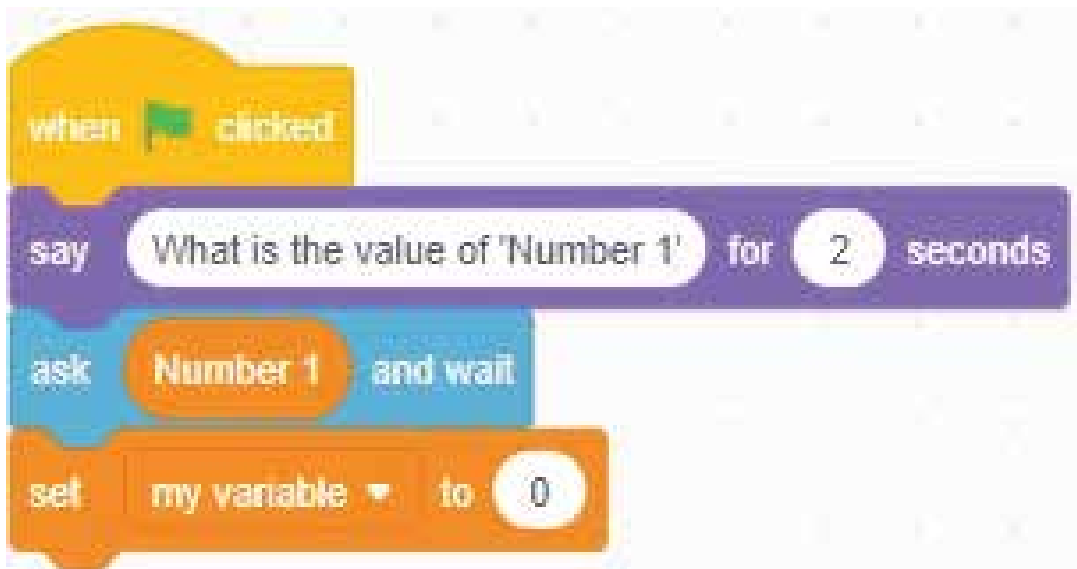 when clicked
say What is the value of 'Number 1' for 2 seconds
ask Number 1 and wait
set my variable to 0